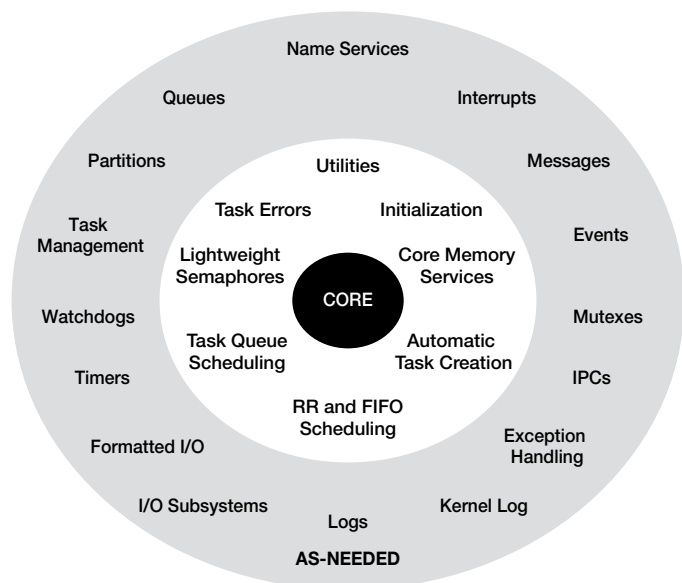 Name Services
Queues
Interrupts
Partitions
Utilities
Messages
Task Errors
Initialization
Task
Management
Events
Lightweight
Semaphores
Core Memory
Services
CORE
Watchdogs
Mutexes
Task Queue
Scheduling
Automatic
Task Creation
Timers
IPCs
RR and FIFO
Scheduling
Formatted I/O
Exception
Handling
I/O Subsystems
Logs
Kernel Log
AS-NEEDED